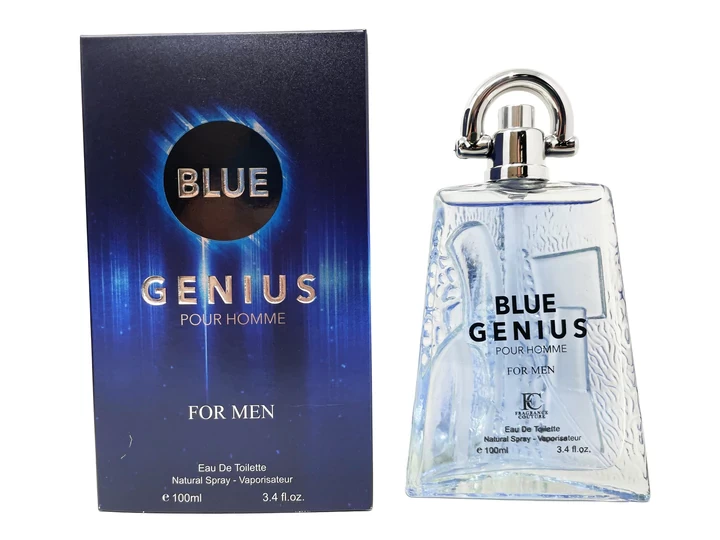 BLUE
GENIUS
POUR HOMME
FOR MEN
Eau De Toilette
Natural Spray - Vaporisateur
℮ 100ml 3.4 fl.oz.
BLUE
GENIUS
POUR HOMME
FOR MEN
FC
FRAGRANCE
COUTURE
Eau De Toilette
Natural Spray - Vaporisateur
℮ 100ml 3.4 fl.oz.